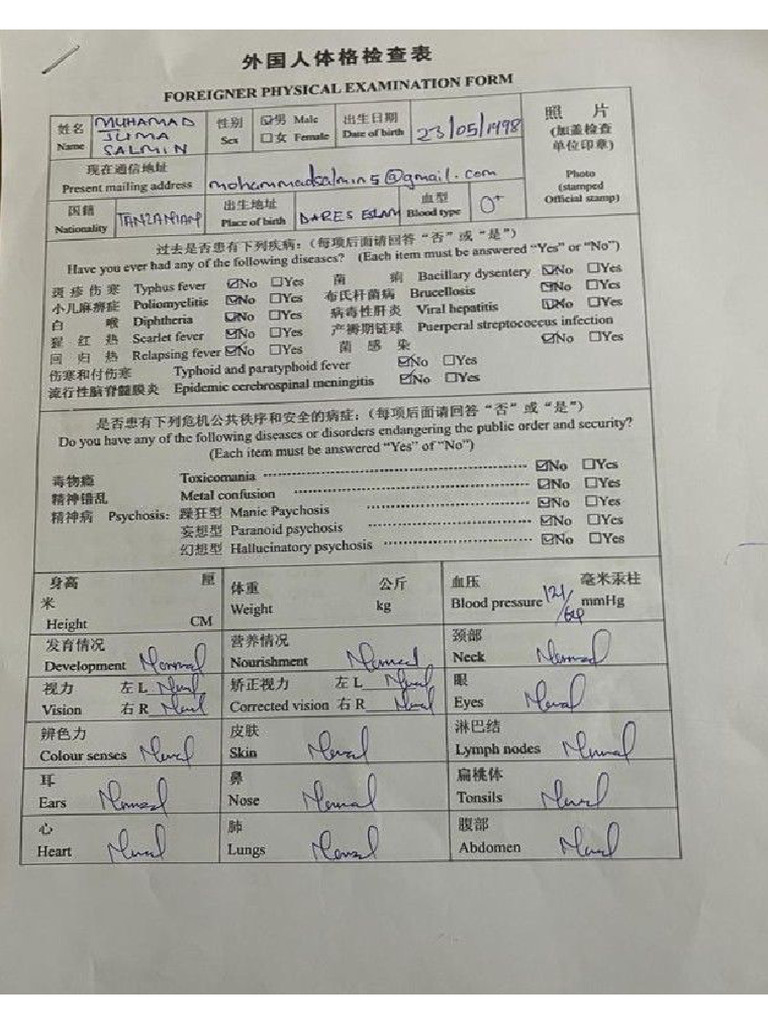 外国人体格检查表
FOREIGNER PHYSICAL EXAMINATION FORM
姓名 Name MUHAMAD JUMA SALMIN 性别 Sex ☑男 Male ☐女 Female 出生日期 Date of birth 23/05/1998 照 片 (加盖检查单位印章) Photo (stamped Official stamp)
现在通信地址 Present mailing address mohammadsalmin5@gmail.com
国籍 Nationality TANZANIAN 出生地址 Place of birth DARES ESLAM 血型 Blood type O+
过去是否患有下列疾病：(每项后面请回答“否”或“是”)
Have you ever had any of the following diseases? (Each item must be answered “Yes” or “No”)
斑疹伤寒 Typhus fever ☑No ☐Yes 菌 痢 Bacillary dysentery ☑No ☐Yes
小儿麻痹症 Poliomyelitis ☑No ☐Yes 布氏杆菌病 Brucellosis ☑No ☐Yes
白 喉 Diphtheria ☑No ☐Yes 病毒性肝炎 Viral hepatitis ☑No ☐Yes
猩 红 热 Scarlet fever ☑No ☐Yes 产褥期链球 Puerperal streptococcus infection
回 归 热 Relapsing fever ☑No ☐Yes 菌 感 染 ☑No ☐Yes
伤寒和付伤寒 Typhoid and paratyphoid fever ☑No ☐Yes
流行性脑脊髓膜炎 Epidemic cerebrospinal meningitis ☑No ☐Yes
是否患有下列危机公共秩序和安全的病症：(每项后面请回答“否”或“是”)
Do you have any of the following diseases or disorders endangering the public order and security?
(Each item must be answered “Yes” of “No”)
毒物瘾 Toxicomania ☑No ☐Yes
精神错乱 Metal confusion ☑No ☐Yes
精神病 Psychosis: 躁狂型 Manic Paychosis ☑No ☐Yes
妄想型 Paranoid psychosis ☑No ☐Yes
幻想型 Hallucinatory psychosis ☑No ☐Yes
身高 厘米 Height CM 体重 公斤 Weight kg 血压 毫米汞柱 Blood pressure mmHg
发育情况 Development Normal 营养情况 Nourishment Normal 颈部 Neck Normal
视力 左 L Normal 右 R Normal Vision 矫正视力 左 L Normal Corrected vision 右 R Normal 眼 Eyes Normal
辨色力 Colour senses Normal 皮肤 Skin Normal 淋巴结 Lymph nodes Normal
耳 Ears Normal 鼻 Nose Normal 扁桃体 Tonsils Normal
心 Heart Normal 肺 Lungs Normal 腹部 Abdomen Normal